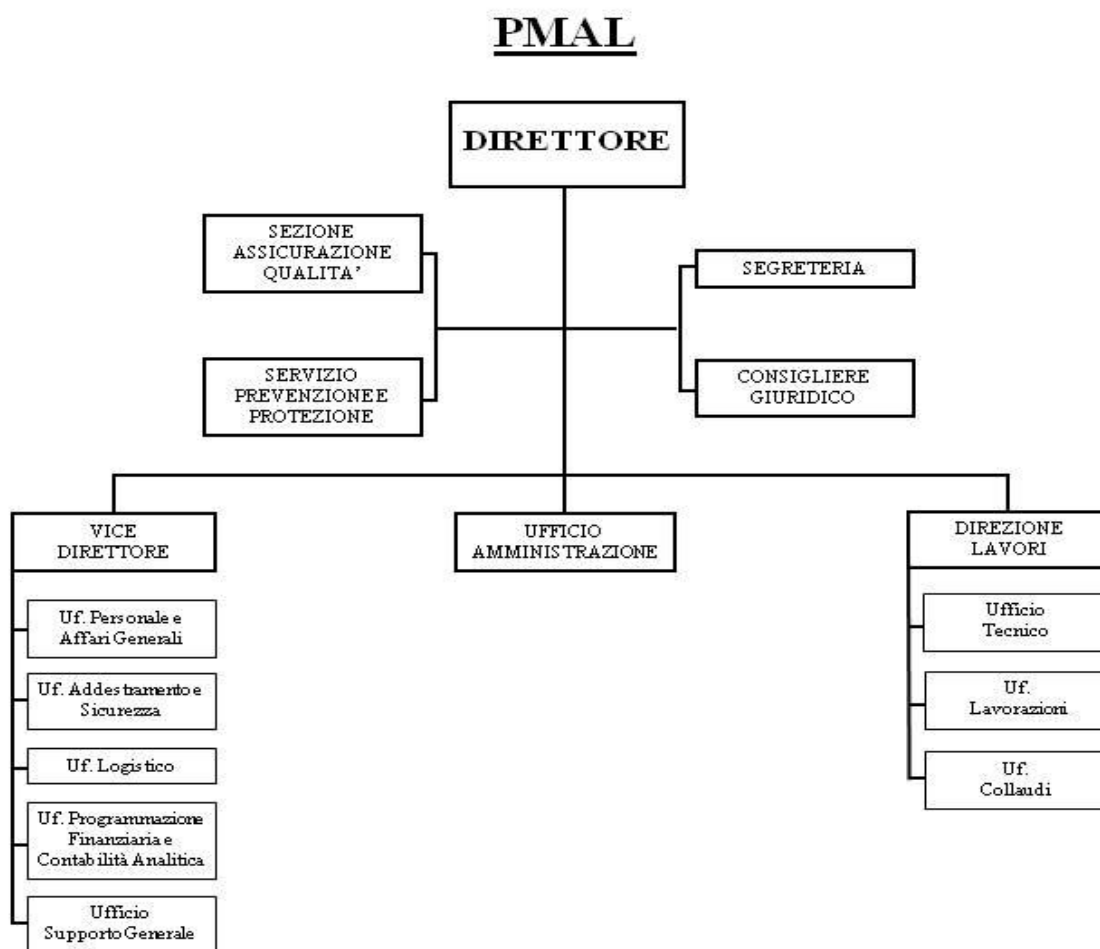 PMAL
DIRETTORE
SEZIONE
ASSICURAZIONE
QUALITA’
SEGRETERIA
SERVIZIO
PREVENZIONE E
PROTEZIONE
CONSIGLIERE
GIURIDICO
VICE
DIRETTORE
UFFICIO
AMMINISTRAZIONE
DIREZIONE
LAVORI
Uf. Personale e
Affari Generali
Uf. Addestramento e
Sicurezza
Uf. Logistico
Uf. Programmazione
Finanziaria e
Contabilità Analitica
Ufficio
Supporto Generale
Ufficio
Tecnico
Uf.
Lavorazioni
Uf.
Collaudi